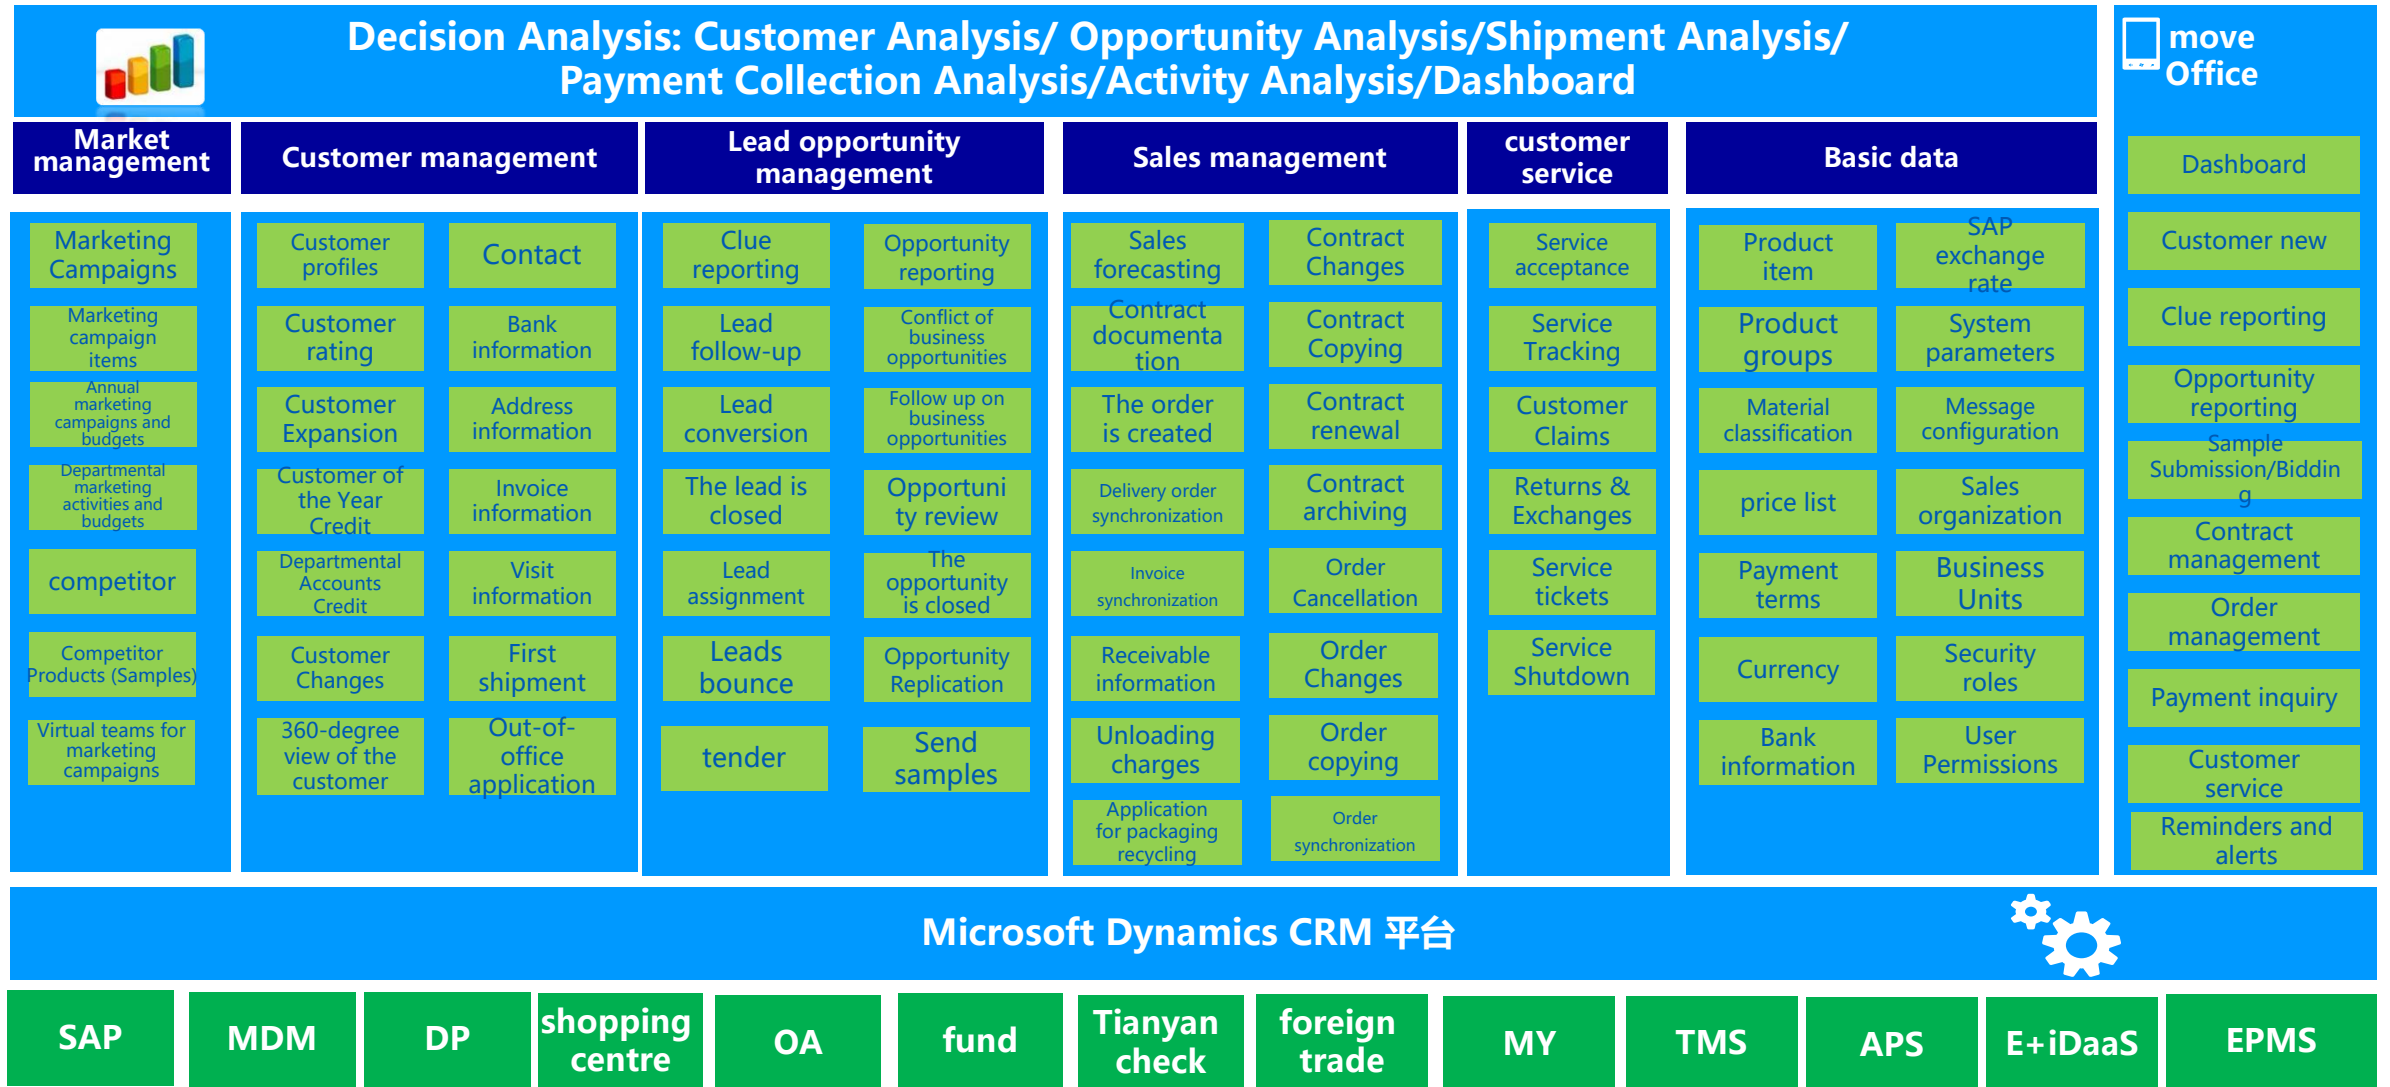 Decision Analysis: Customer Analysis/ Opportunity Analysis/Shipment Analysis/
Payment Collection Analysis/Activity Analysis/Dashboard
move
Office
Market
management
Customer management
Lead opportunity
management
Sales management
customer
service
Basic data
Marketing
Campaigns
Marketing
campaign
items
Annual
marketing
campaigns and
budgets
Departmental
marketing
activities and
budgets
competitor
Competitor
Products (Samples)
Virtual teams for
marketing
campaigns
Customer
profiles
Customer
rating
Customer
Expansion
Customer of
the Year
Credit
Departmental
Accounts
Credit
Customer
Changes
360-degree
view of the
customer
Contact
Bank
information
Address
information
Invoice
information
Visit
information
First
shipment
Out-of-
office
application
Clue
reporting
Lead
follow-up
Lead
conversion
The lead is
closed
Lead
assignment
Leads
bounce
tender
Opportunity
reporting
Conflict of
business
opportunities
Follow up on
business
opportunities
Opportuni
ty review
The
opportunity
is closed
Opportunity
Replication
Send
samples
Sales
forecasting
Contract
documenta
tion
The order
is created
Delivery order
synchronization
Invoice
synchronization
Receivable
information
Unloading
charges
Application
for packaging
recycling
Contract
Changes
Contract
Copying
Contract
renewal
Contract
archiving
Order
Cancellation
Order
Changes
Order
copying
Order
synchronization
Service
acceptance
Service
Tracking
Customer
Claims
Returns &
Exchanges
Service
tickets
Service
Shutdown
Product
item
Product
groups
Material
classification
price list
Payment
terms
Currency
Bank
information
SAP
exchange
rate
System
parameters
Message
configuration
Sales
organization
Business
Units
Security
roles
User
Permissions
Dashboard
Customer new
Clue reporting
Opportunity
reporting
Sample
Submission/Biddin
g
Contract
management
Order
management
Payment inquiry
Customer
service
Reminders and
alerts
Microsoft Dynamics CRM 平台
SAP
MDM
DP
shopping
centre
OA
fund
Tianyan
check
foreign
trade
MY
TMS
APS
E+iDaaS
EPMS